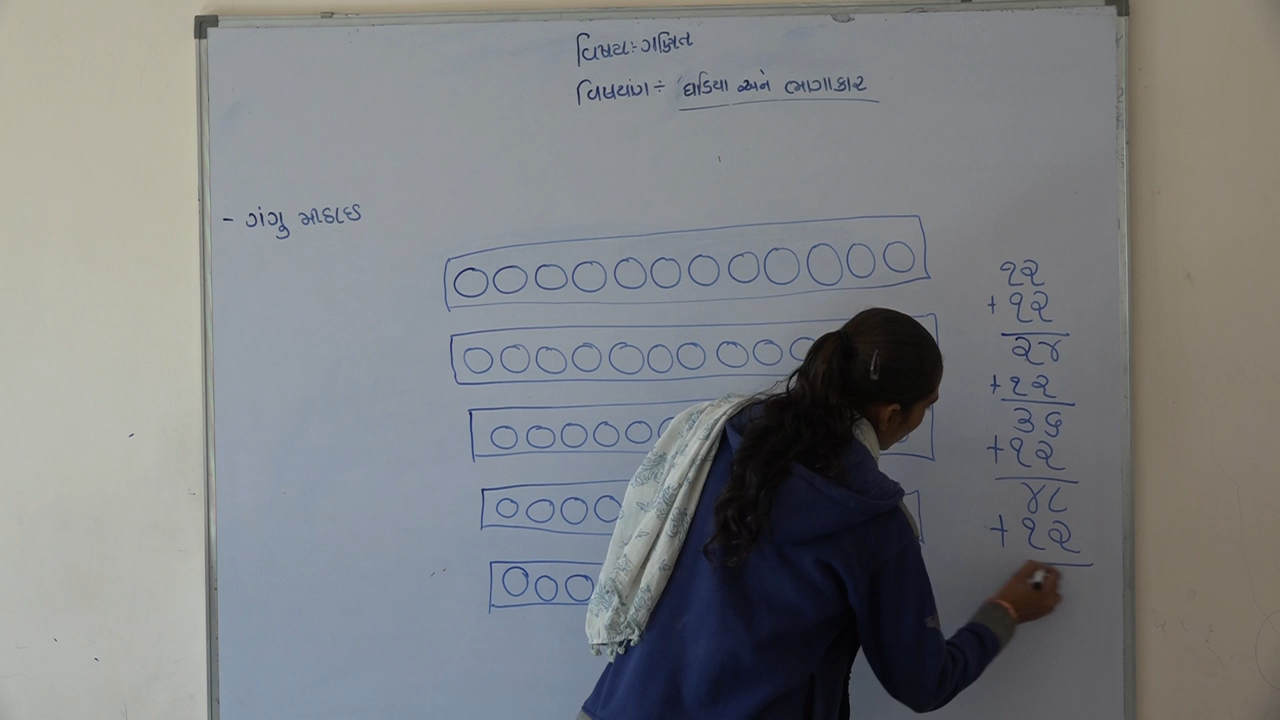 વિષય:- ગણિત
વિષયાંગ ÷ ઘડિયા અને ભાગાકાર
- ગંગુ મીઠાઈ
૧૨
+ ૧૨
૨૪
+ ૧૨
૩૬
+ ૧૨
૪૮
+ ૧૨